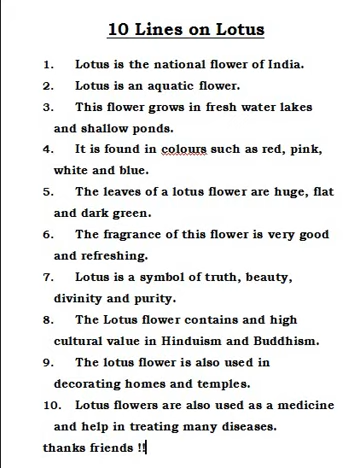 10 Lines on Lotus
1. Lotus is the national flower of India.
2. Lotus is an aquatic flower.
3. This flower grows in fresh water lakes
and shallow ponds.
4. It is found in colours such as red, pink,
white and blue.
5. The leaves of a lotus flower are huge, flat
and dark green.
6. The fragrance of this flower is very good
and refreshing.
7. Lotus is a symbol of truth, beauty,
divinity and purity.
8. The Lotus flower contains and high
cultural value in Hinduism and Buddhism.
9. The lotus flower is also used in
decorating homes and temples.
10. Lotus flowers are also used as a medicine
and help in treating many diseases.
thanks friends !!